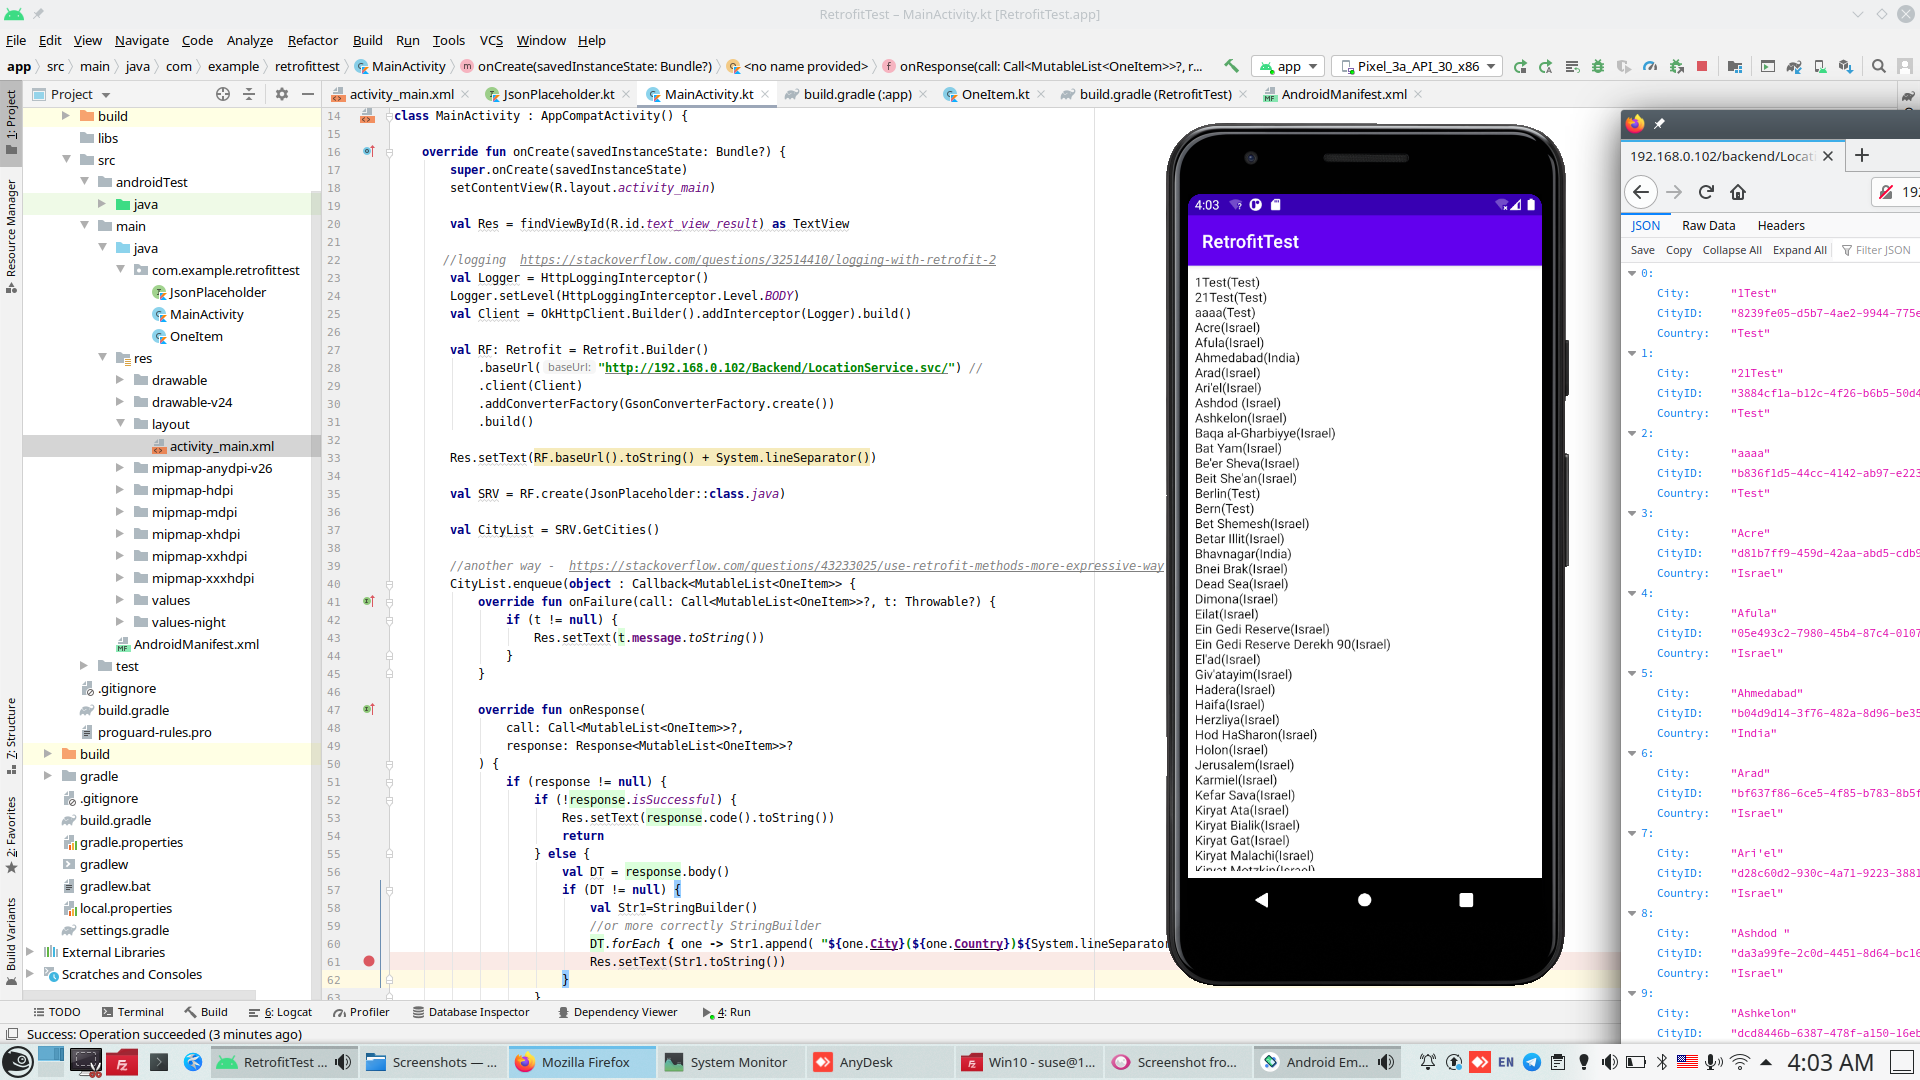 RetrofitTest – MainActivity.kt [RetrofitTest.app]
File Edit View Navigate Code Analyze Refactor Build Run Tools VCS Window Help
app src main java com example retrofittest MainActivity onCreate(savedInstanceState: Bundle?) <no name provided> onResponse(call: Call<MutableList<OneItem>>?, r... app Pixel_3a_API_30_x86
Project
activity_main.xml JsonPlaceholder.kt MainActivity.kt build.gradle (:app) OneItem.kt build.gradle (RetrofitTest) AndroidManifest.xml
1: Project
Resource Manager
Z: Structure
2: Favorites
Build Variants
build
libs
src
androidTest
java
main
java
com.example.retrofittest
JsonPlaceholder
MainActivity
OneItem
res
drawable
drawable-v24
layout
activity_main.xml
mipmap-anydpi-v26
mipmap-hdpi
mipmap-mdpi
mipmap-xhdpi
mipmap-xxhdpi
mipmap-xxxhdpi
values
values-night
AndroidManifest.xml
test
.gitignore
build.gradle
proguard-rules.pro
build
gradle
.gitignore
build.gradle
gradle.properties
gradlew
gradlew.bat
local.properties
settings.gradle
External Libraries
Scratches and Consoles
14 class MainActivity : AppCompatActivity() {
15
16 override fun onCreate(savedInstanceState: Bundle?) {
17 super.onCreate(savedInstanceState)
18 setContentView(R.layout.activity_main)
19
20 val Res = findViewById(R.id.text_view_result) as TextView
21
22 //logging https://stackoverflow.com/questions/32514410/logging-with-retrofit-2
23 val Logger = HttpLoggingInterceptor()
24 Logger.setLevel(HttpLoggingInterceptor.Level.BODY)
25 val Client = OkHttpClient.Builder().addInterceptor(Logger).build()
26
27 val RF: Retrofit = Retrofit.Builder()
28 .baseUrl( baseUrl: "http://192.168.0.102/Backend/LocationService.svc/") //
29 .client(Client)
30 .addConverterFactory(GsonConverterFactory.create())
31 .build()
32
33 Res.setText(RF.baseUrl().toString() + System.lineSeparator())
34
35 val SRV = RF.create(JsonPlaceholder::class.java)
36
37 val CityList = SRV.GetCities()
38
39 //another way - https://stackoverflow.com/questions/43233025/use-retrofit-methods-more-expressive-way
40 CityList.enqueue(object : Callback<MutableList<OneItem>> {
41 override fun onFailure(call: Call<MutableList<OneItem>>?, t: Throwable?) {
42 if (t != null) {
43 Res.setText(t.message.toString())
44 }
45 }
46
47 override fun onResponse(
48 call: Call<MutableList<OneItem>>?,
49 response: Response<MutableList<OneItem>>?
50 ) {
51 if (response != null) {
52 if (!response.isSuccessful) {
53 Res.setText(response.code().toString())
54 return
55 } else {
56 val DT = response.body()
57 if (DT != null) {
58 val Str1=StringBuilder()
59 //or more correctly StringBuilder
60 DT.forEach { one -> Str1.append( "${one.City}(${one.Country})${System.lineSeparator
61 Res.setText(Str1.toString())
62 }
63 }
4:03
RetrofitTest
1Test(Test)
21Test(Test)
aaaa(Test)
Acre(Israel)
Afula(Israel)
Ahmedabad(India)
Arad(Israel)
Ari'el(Israel)
Ashdod (Israel)
Ashkelon(Israel)
Baqa al-Gharbiyye(Israel)
Bat Yam(Israel)
Be'er Sheva(Israel)
Beit She'an(Israel)
Berlin(Test)
Bern(Test)
Bet Shemesh(Israel)
Betar Illit(Israel)
Bhavnagar(India)
Bnei Brak(Israel)
Dead Sea(Israel)
Dimona(Israel)
Eilat(Israel)
Ein Gedi Reserve(Israel)
Ein Gedi Reserve Derekh 90(Israel)
El'ad(Israel)
Giv'atayim(Israel)
Hadera(Israel)
Haifa(Israel)
Herzliya(Israel)
Hod HaSharon(Israel)
Holon(Israel)
Jerusalem(Israel)
Karmiel(Israel)
Kefar Sava(Israel)
Kiryat Ata(Israel)
Kiryat Bialik(Israel)
Kiryat Gat(Israel)
Kiryat Malachi(Israel)
Kiryat Motzkin(Israel)
192.168.0.102/backend/Locat
192
JSON Raw Data Headers
Save Copy Collapse All Expand All Filter JSON
0:
City: "1Test"
CityID: "8239fe05-d5b7-4ae2-9944-775e
Country: "Test"
1:
City: "21Test"
CityID: "3884cf1a-b12c-4f26-b6b5-50d4
Country: "Test"
2:
City: "aaaa"
CityID: "b836f1d5-44cc-4142-ab97-e223
Country: "Test"
3:
City: "Acre"
CityID: "d81b7ff9-459d-42aa-abd5-cdb9
Country: "Israel"
4:
City: "Afula"
CityID: "05e493c2-7980-45b4-87c4-0107
Country: "Israel"
5:
City: "Ahmedabad"
CityID: "b04d9d14-3f76-482a-8d96-be35
Country: "India"
6:
City: "Arad"
CityID: "bf637f86-6ce5-4f85-b783-8b5f
Country: "Israel"
7:
City: "Ari'el"
CityID: "d28c60d2-930c-4a71-9223-3881
Country: "Israel"
8:
City: "Ashdod "
CityID: "da3a99fe-2c0d-4451-8d64-bc16
Country: "Israel"
9:
City: "Ashkelon"
CityID: "dcd8446b-6387-478f-a150-16eb
TODO Terminal Build 6: Logcat Profiler Database Inspector Dependency Viewer 4: Run
Success: Operation succeeded (3 minutes ago)
RetrofitTest ... Screenshots — ... Mozilla Firefox System Monitor AnyDesk Win10 - suse@1... Screenshot fro... Android Em... EN 4:03 AM